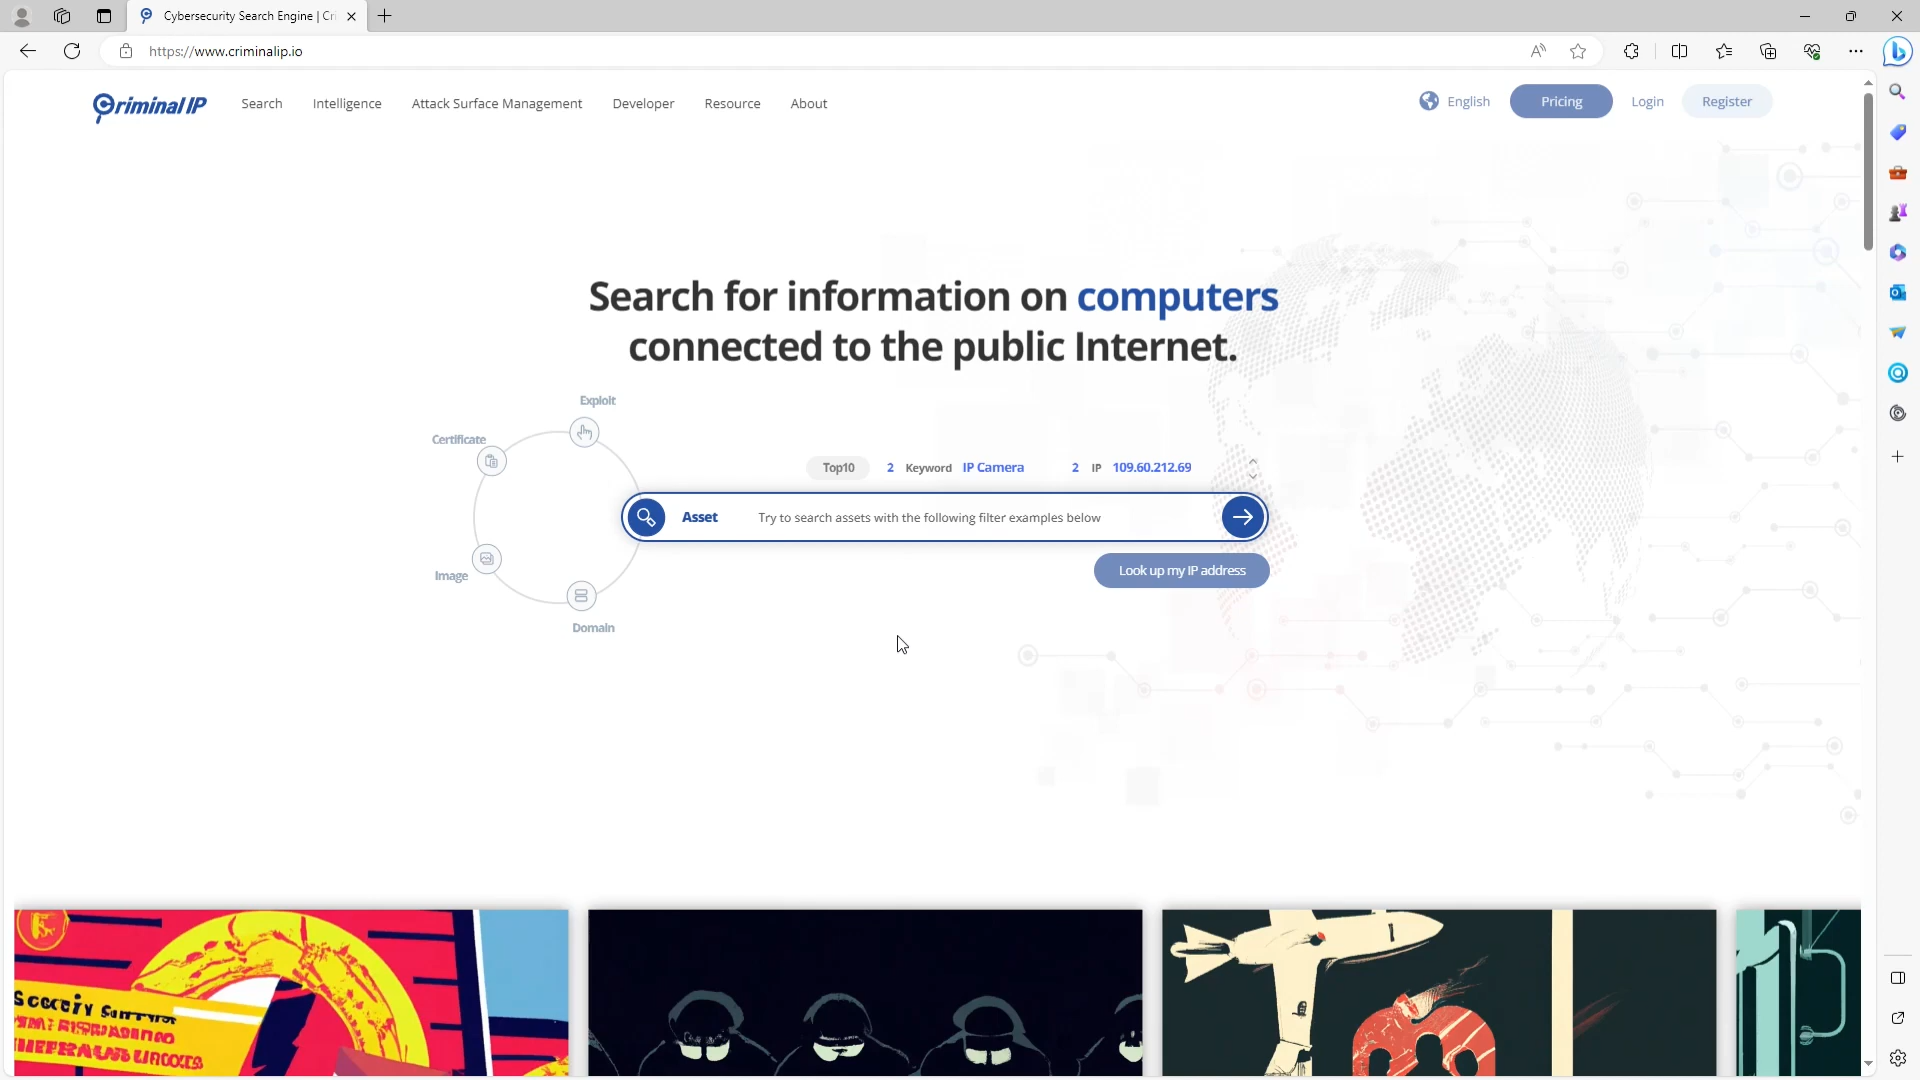 Cybersecurity Search Engine | Cri
https://www.criminalip.io
Criminal IP
Search
Intelligence
Attack Surface Management
Developer
Resource
About
English
Pricing
Login
Register
Search for information on computers
connected to the public Internet.
Exploit
Certificate
Top10 2 Keyword IP Camera 2 IP 109.60.212.69
Asset Try to search assets with the following filter examples below
Look up my IP address
Image
Domain